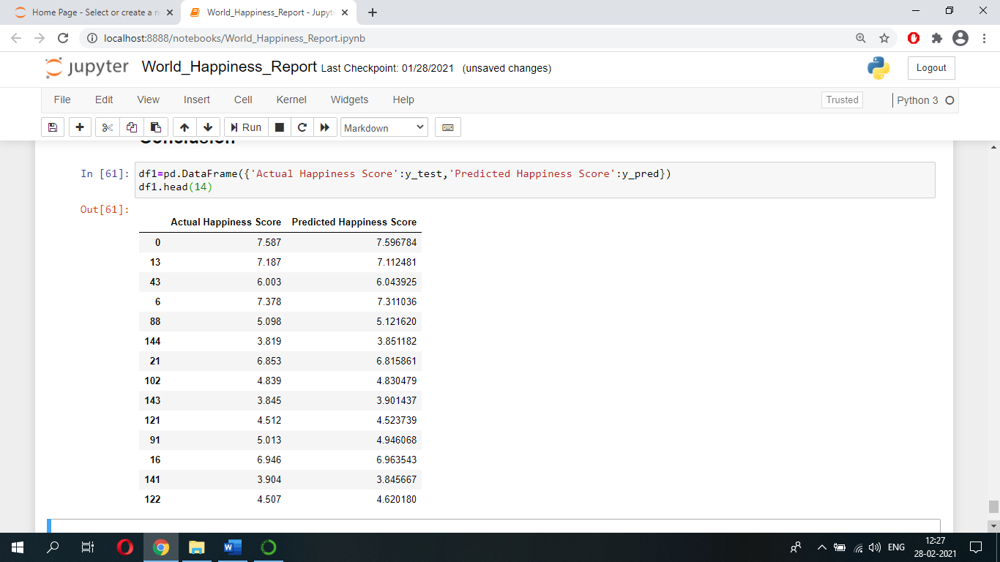 Home Page - Select or create a n
World_Happiness_Report - Jupyte
localhost:8888/notebooks/World_Happiness_Report.ipynb
jupyter World_Happiness_Report Last Checkpoint: 01/28/2021 (unsaved changes)
Logout
File Edit View Insert Cell Kernel Widgets Help
Trusted Python 3
Run Markdown
Conclusion
In [61]: df1=pd.DataFrame({'Actual Happiness Score':y_test,'Predicted Happiness Score':y_pred})
df1.head(14)
Out[61]:
Actual Happiness Score Predicted Happiness Score
0 7.587 7.596784
13 7.187 7.112481
43 6.003 6.043925
6 7.378 7.311036
88 5.098 5.121620
144 3.819 3.851182
21 6.853 6.815861
102 4.839 4.830479
143 3.845 3.901437
121 4.512 4.523739
91 5.013 4.946068
16 6.946 6.963543
141 3.904 3.845667
122 4.507 4.620180
ENG
12:27
28-02-2021